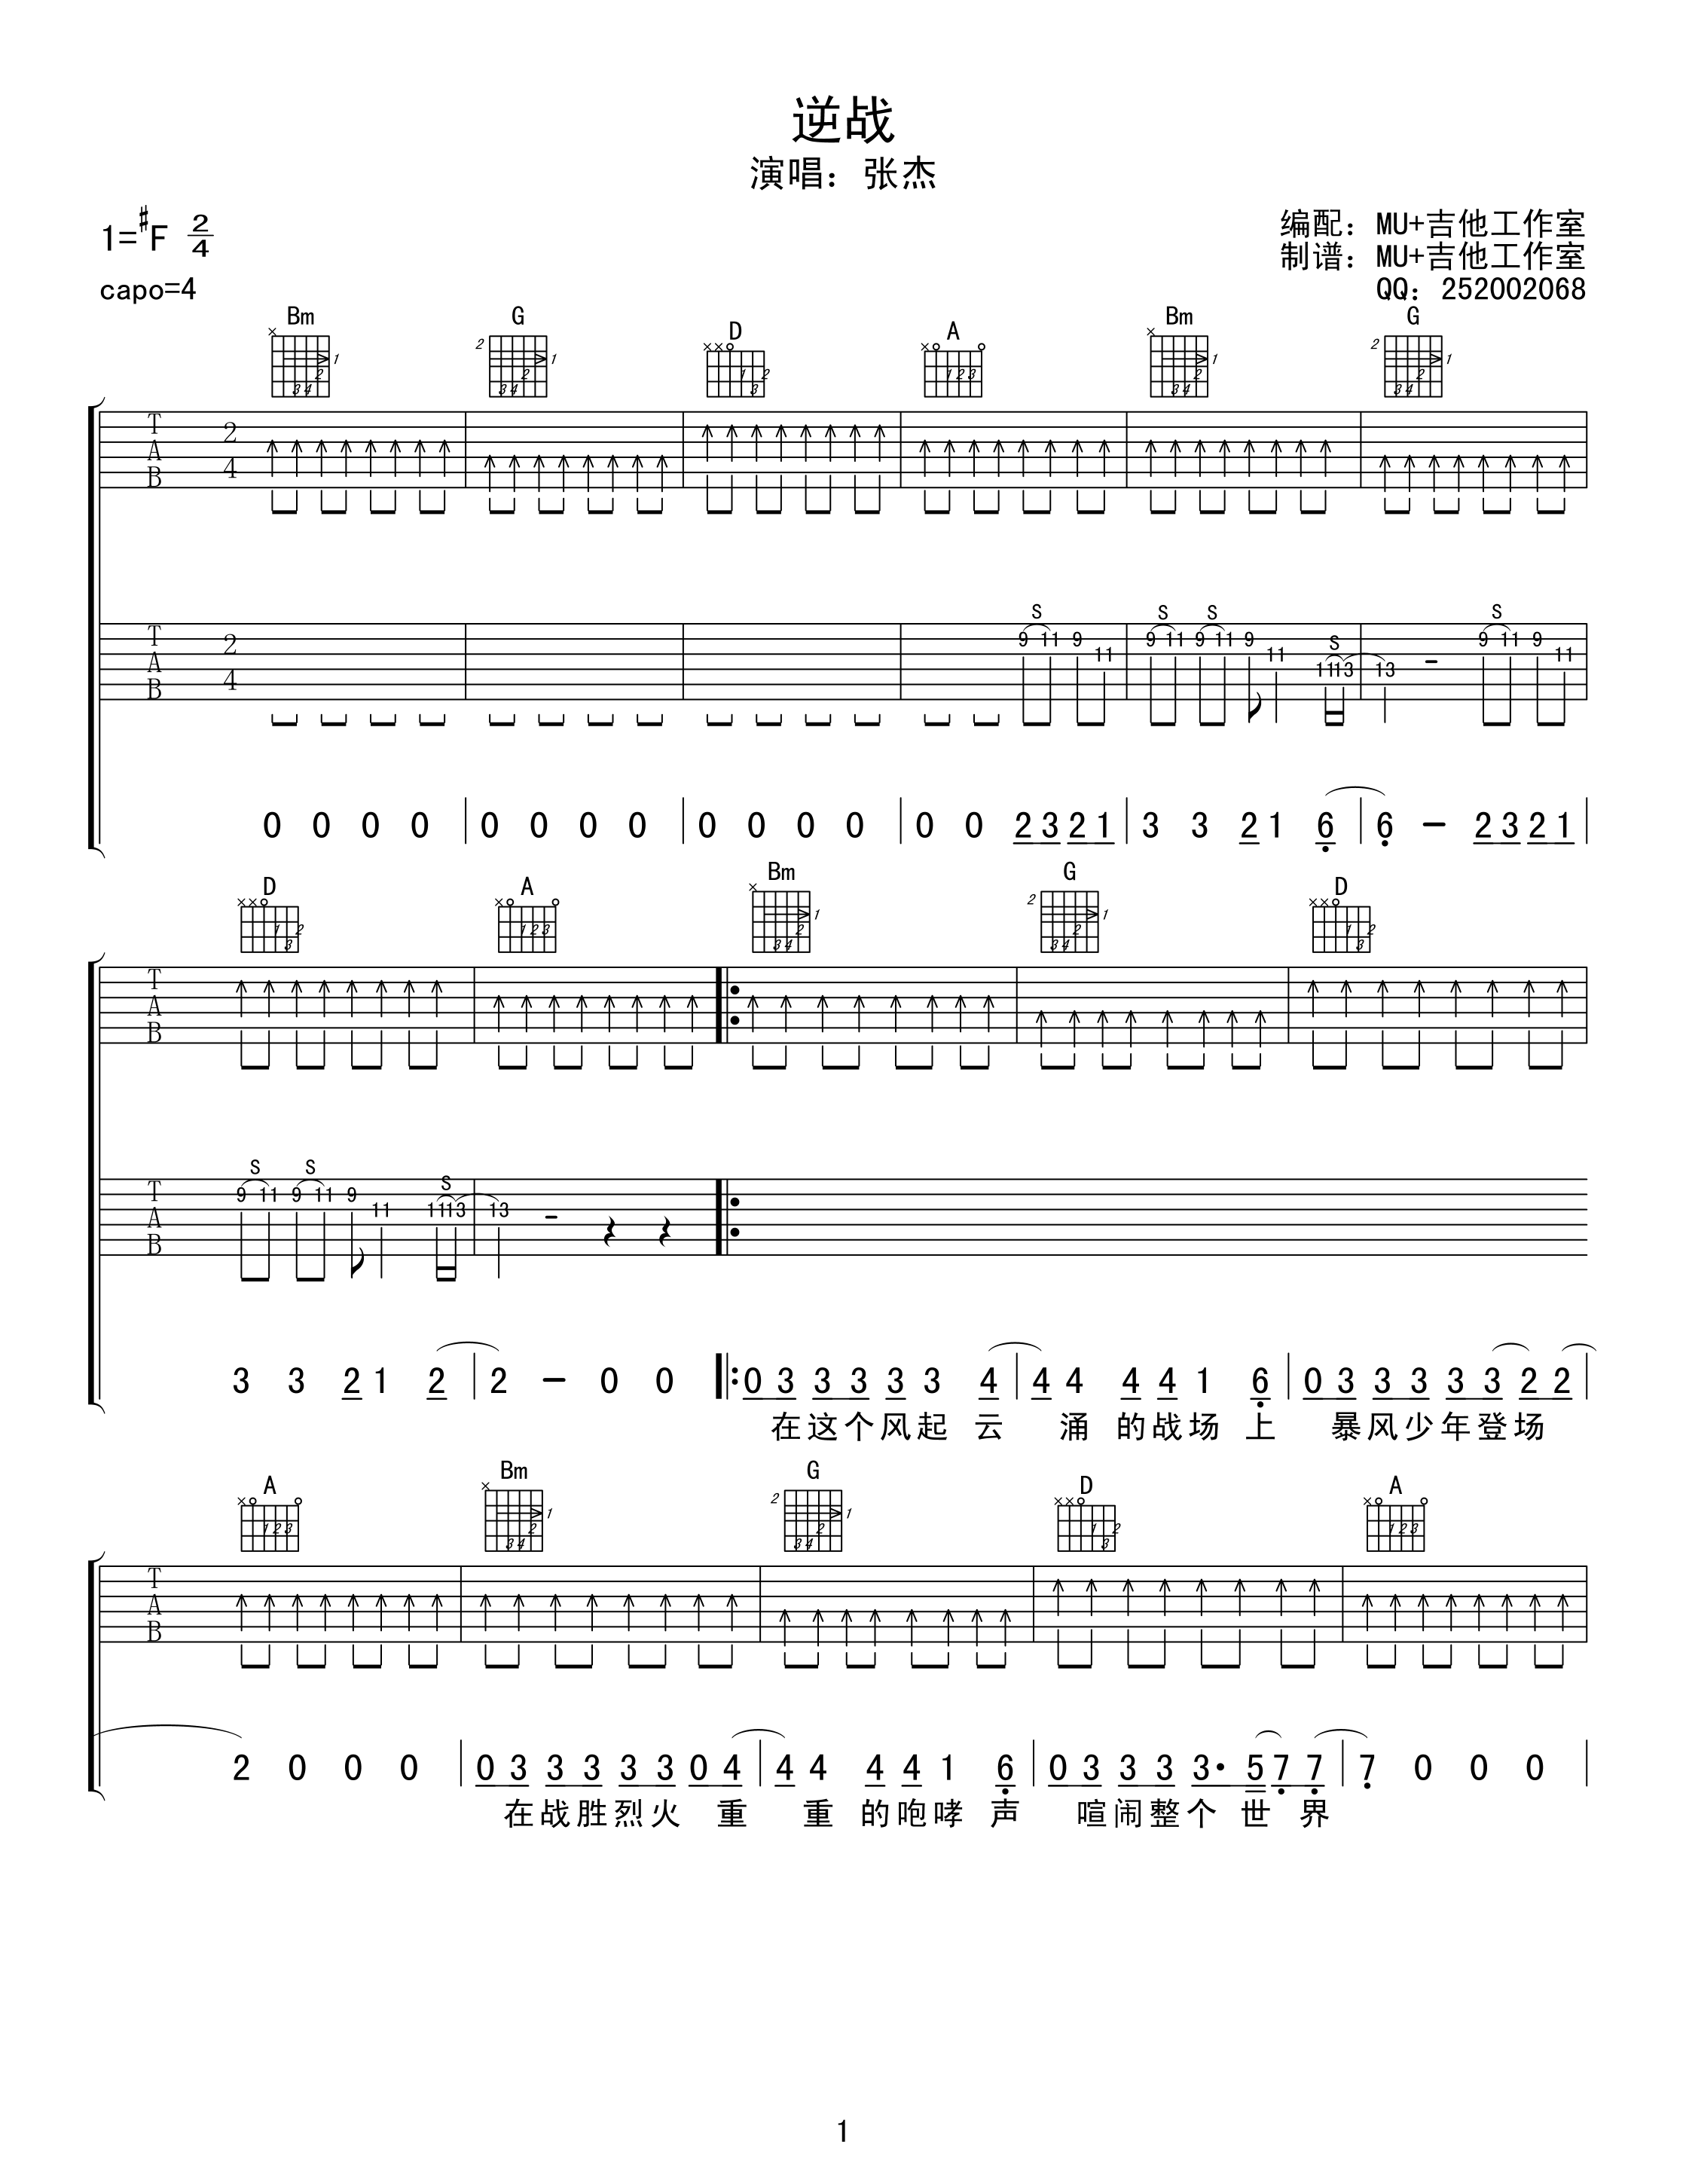 逆战
演唱：张杰
1=#F 2/4
编配：MU+吉他工作室
制谱：MU+吉他工作室
capo=4
QQ：252002068
Bm G D A Bm G
T A B 2 4
S S S S S
T A B 2 4 9 11 9 11 9 11 9 11 9 11 11 13 13 - 9 11 9 11
0 0 0 0 | 0 0 0 0 | 0 0 0 0 | 0 0 2 3 2 1 | 3 3 2 1 6 | 6 - 2 3 2 1 |
D A Bm G D
T A B
S S S
T A B 9 11 9 11 9 11 11 13 13 -
3 3 2 1 2 | 2 - 0 0 |: 0 3 3 3 3 3 4 | 4 4 4 4 1 6 | 0 3 3 3 3 3 2 2 |
在这个风起 云 涌 的战场 上 暴风少年登场
A Bm G D A
T A B
2 0 0 0 | 0 3 3 3 3 3 0 4 | 4 4 4 4 1 6 | 0 3 3 3 3· 5 7 7 | 7 0 0 0 |
在战胜烈火 重 重 的咆哮 声 喧闹整个 世 界
1